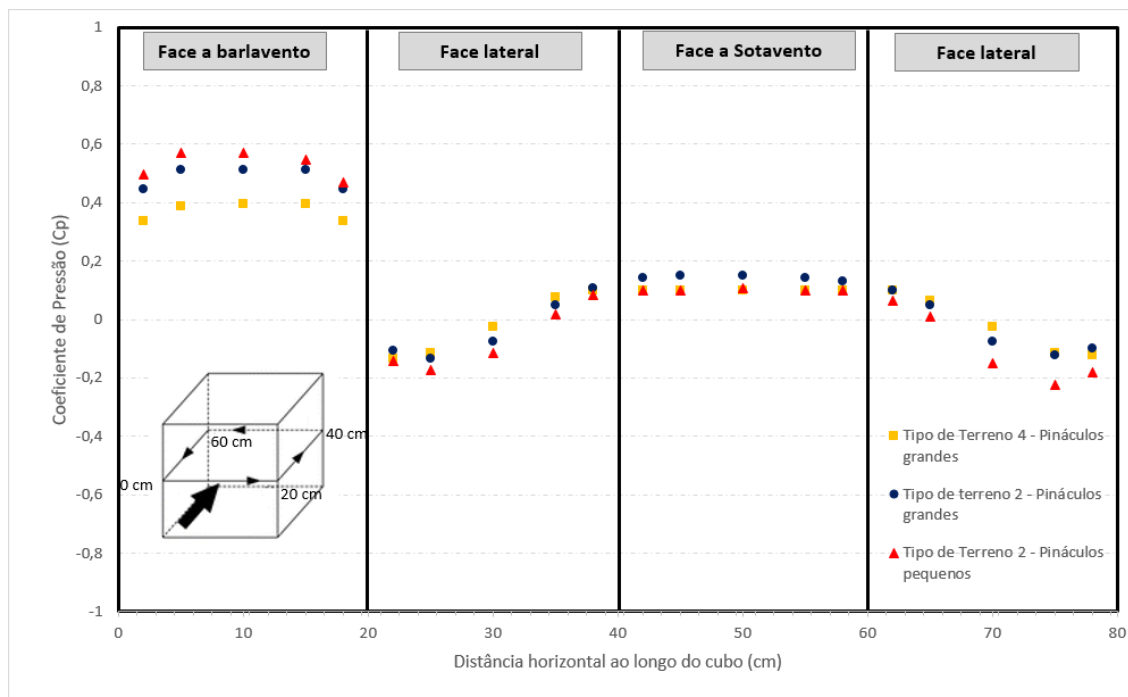 Face a barlavento
Face lateral
Face a Sotavento
Face lateral
Coeficiente de Pressão (Cp)
1
0,8
0,6
0,4
0,2
0
-0,2
-0,4
-0,6
-0,8
-1
0 cm
20 cm
40 cm
60 cm
Tipo de Terreno 4 - Pináculos
grandes
Tipo de terreno 2 - Pináculos
grandes
Tipo de Terreno 2 - Pináculos
pequenos
0 10 20 30 40 50 60 70 80
Distância horizontal ao longo do cubo (cm)